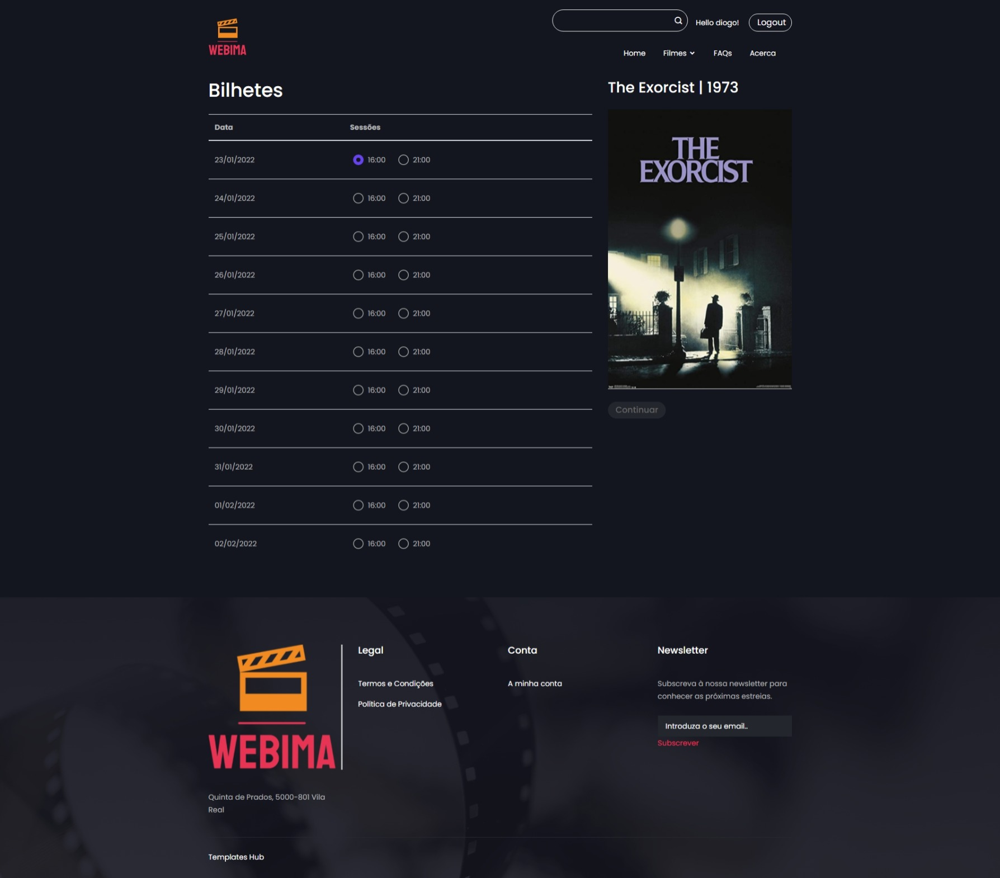 WEBIMA
Hello diogo!
Logout
Home
Filmes
FAQs
Acerca
Bilhetes
Data Sessões
23/01/2022 16:00 21:00
24/01/2022 16:00 21:00
25/01/2022 16:00 21:00
26/01/2022 16:00 21:00
27/01/2022 16:00 21:00
28/01/2022 16:00 21:00
29/01/2022 16:00 21:00
30/01/2022 16:00 21:00
31/01/2022 16:00 21:00
01/02/2022 16:00 21:00
02/02/2022 16:00 21:00
The Exorcist | 1973
THE
EXORCIST
Continuar
WEBIMA
Quinta de Prados, 5000-801 Vila
Real
Legal
Termos e Condições
Política de Privacidade
Conta
A minha conta
Newsletter
Subscreva à nossa newsletter para
conhecer as próximas estreias.
Introduza o seu email..
Subscrever
Templates Hub